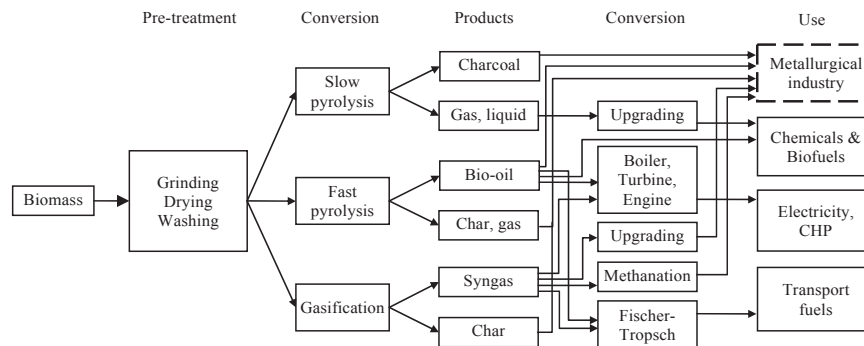 Pre-treatment
Conversion
Products
Conversion
Use
Biomass
Grinding
Drying
Washing
Slow
pyrolysis
Fast
pyrolysis
Gasification
Charcoal
Gas, liquid
Bio-oil
Char, gas
Syngas
Char
Upgrading
Boiler,
Turbine,
Engine
Upgrading
Methanation
Fischer-
Tropsch
Metallurgical
industry
Chemicals &
Biofuels
Electricity,
CHP
Transport
fuels